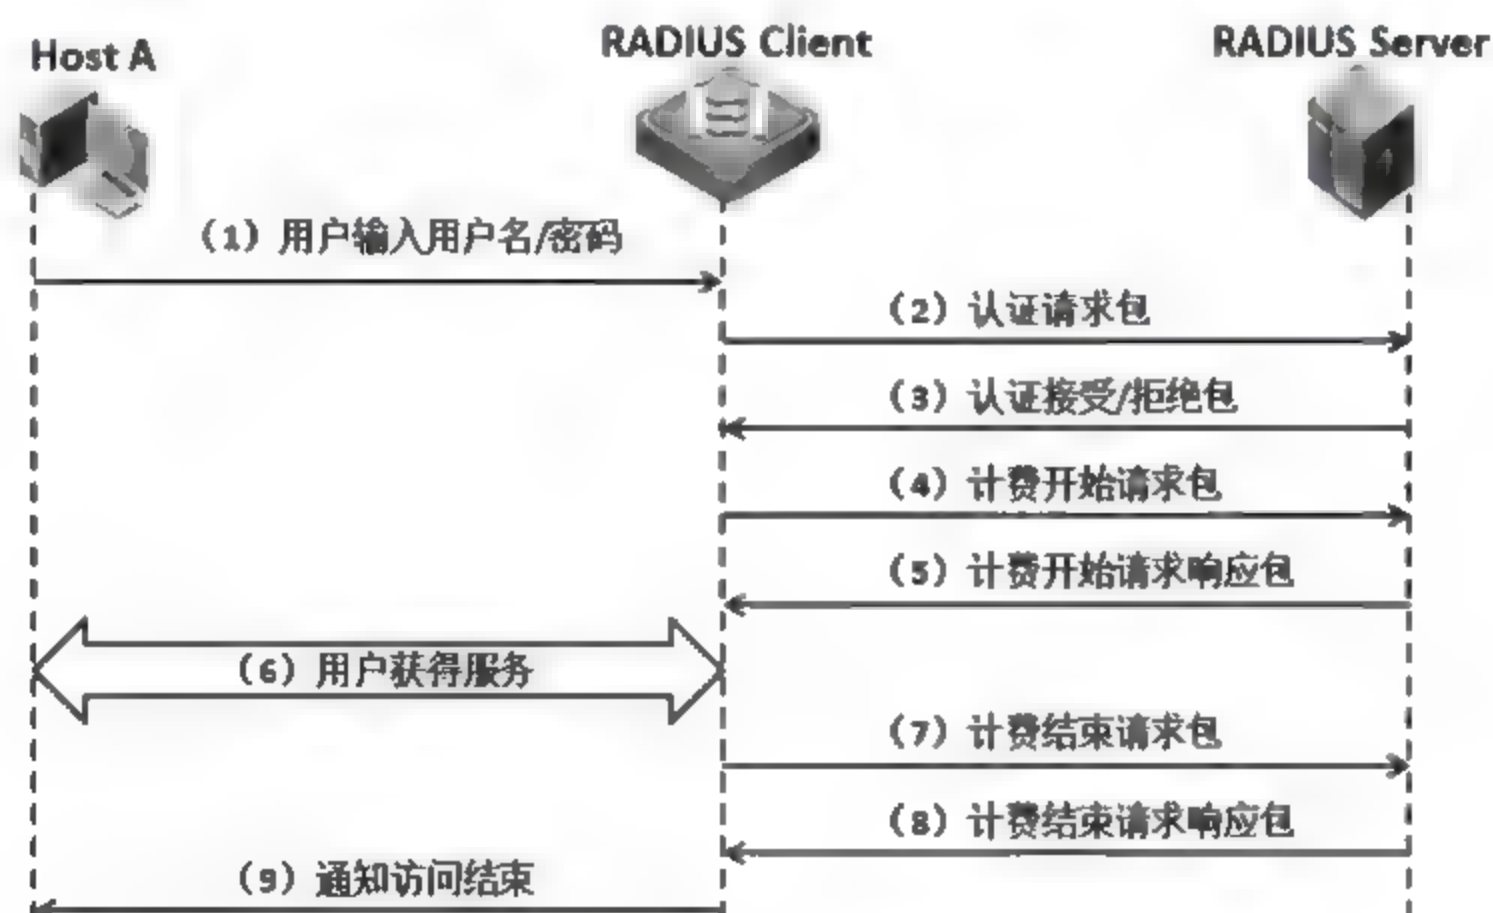 Host A
RADIUS Client
RADIUS Server
（1）用户输入用户名/密码
（2）认证请求包
（3）认证接受/拒绝包
（4）计费开始请求包
（5）计费开始请求响应包
（6）用户获得服务
（7）计费结束请求包
（8）计费结束请求响应包
（9）通知访问结束